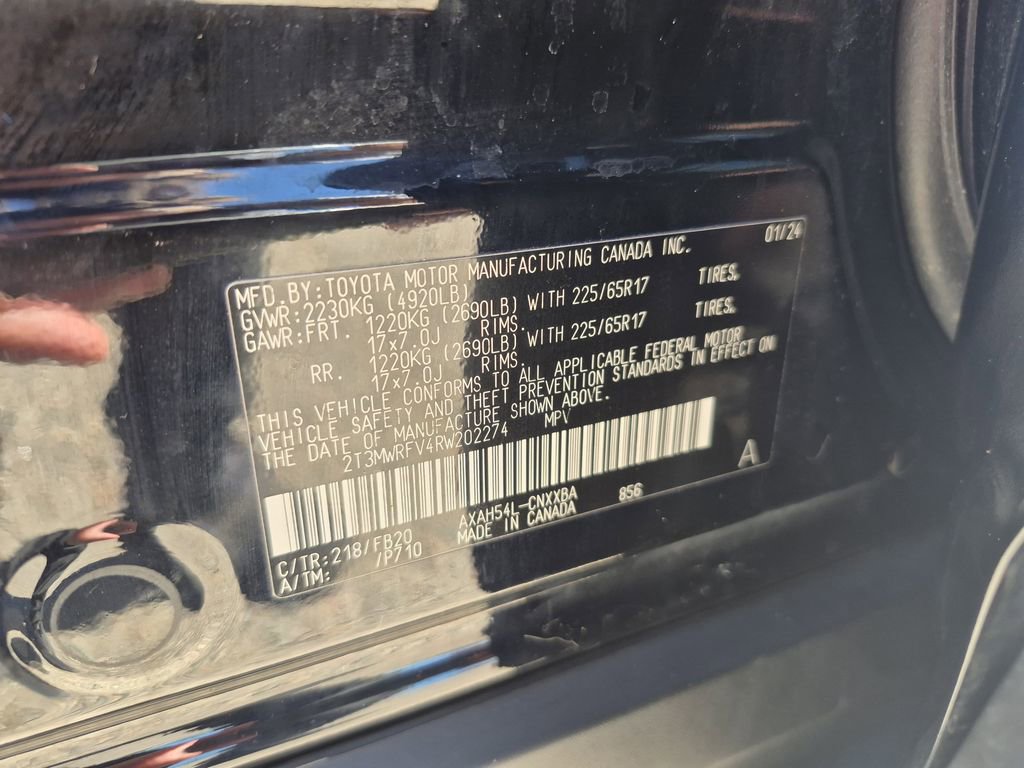 MFD. BY: TOYOTA MOTOR MANUFACTURING CANADA INC. 01/24
GVWR: 2230KG (4920LB)
GAWR: FRT. 1220KG (2690LB) WITH 225/65R17 TIRES.
17x7.0J RIMS.
RR. 1220KG (2690LB) WITH 225/65R17 TIRES.
17x7.0J RIMS.
THIS VEHICLE CONFORMS TO ALL APPLICABLE FEDERAL MOTOR
VEHICLE SAFETY AND THEFT PREVENTION STANDARDS IN EFFECT ON
THE DATE OF MANUFACTURE SHOWN ABOVE.
2T3MWRFV4RW202274 MPV
A
C/TR: 218/FB20 AXAH54L-CNXXBA 856
A/TM: /P710 MADE IN CANADA